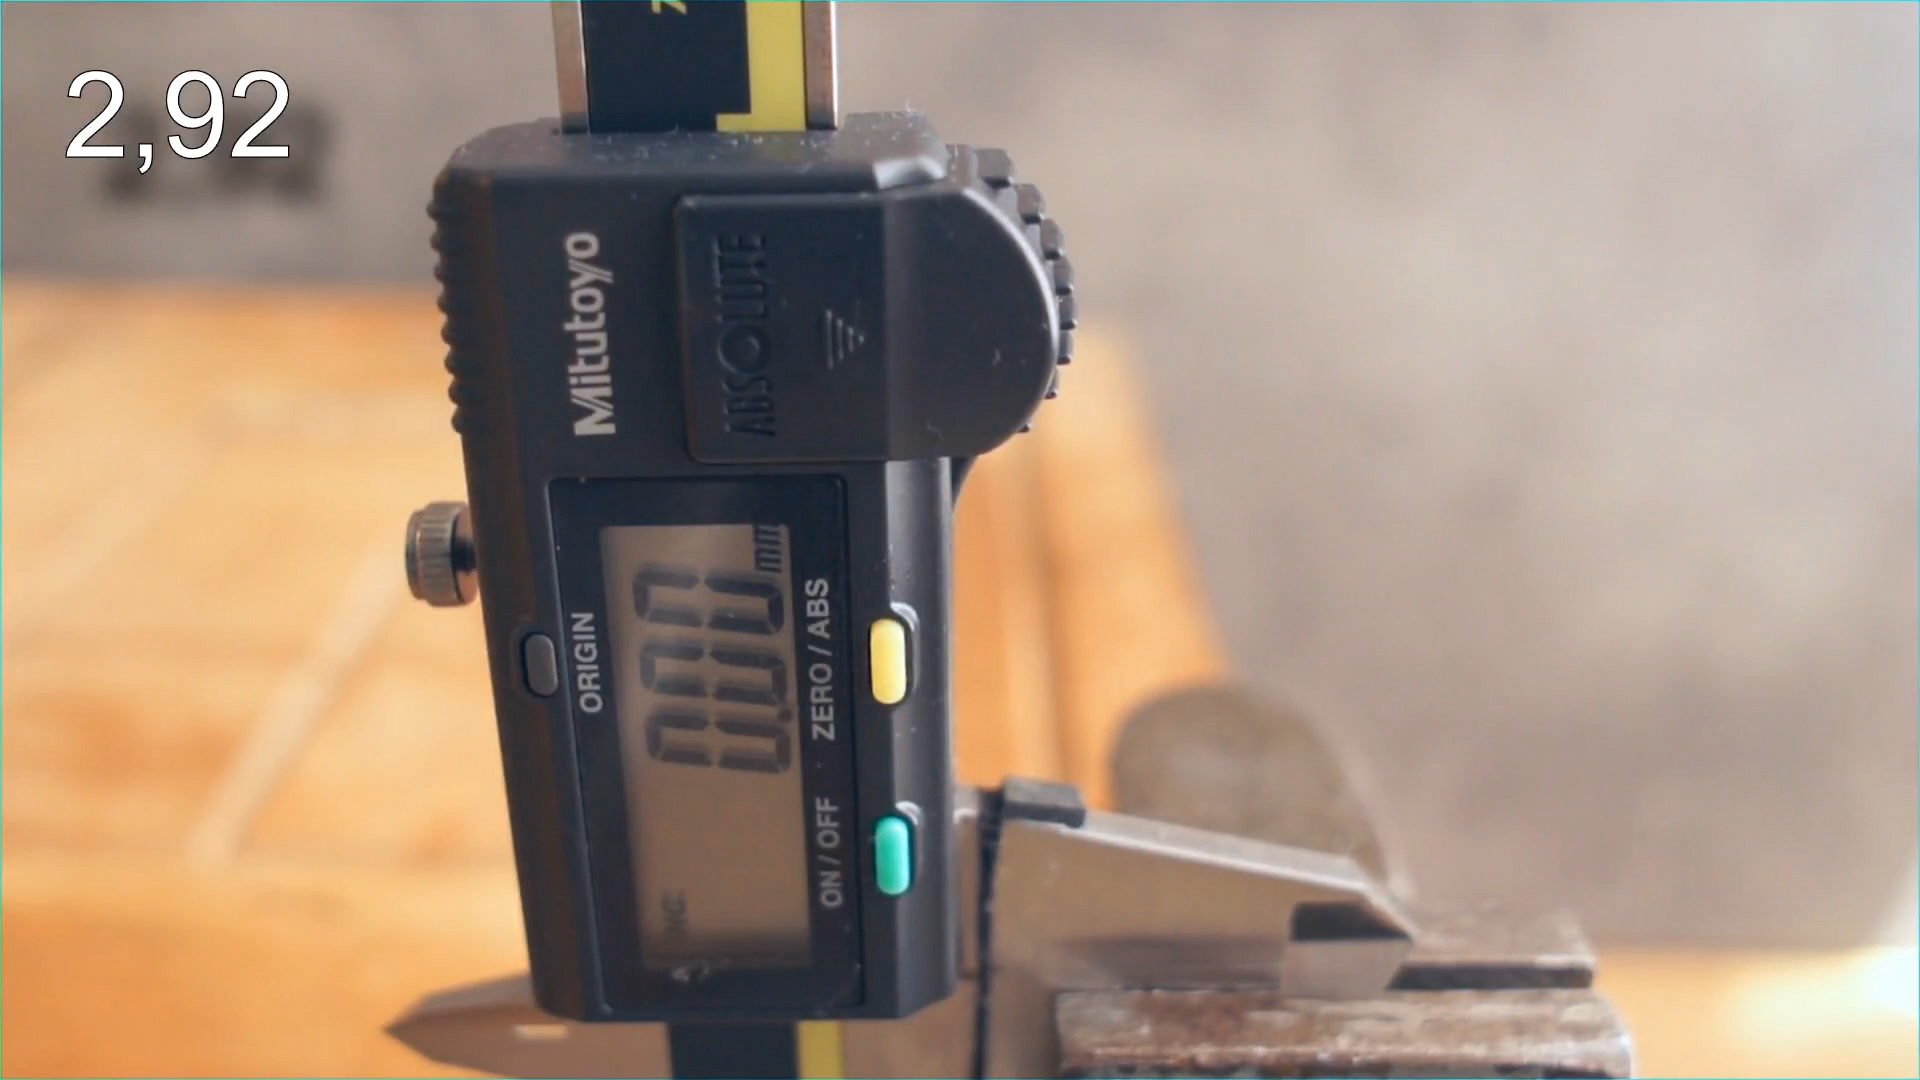 2,92
Mitutoyo
ABSOLUTE
ORIGIN
0.00 mm
ZERO / ABS
ON / OFF